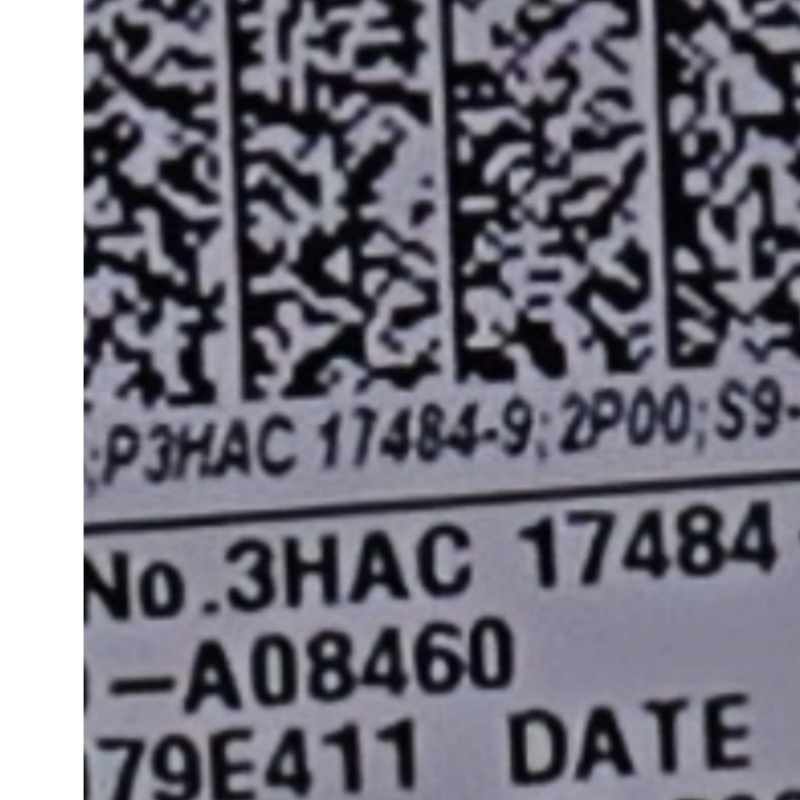 ;P3HAC 17484-9;2P00;S9-
No.3HAC 17484
-A08460
79E411 DATE